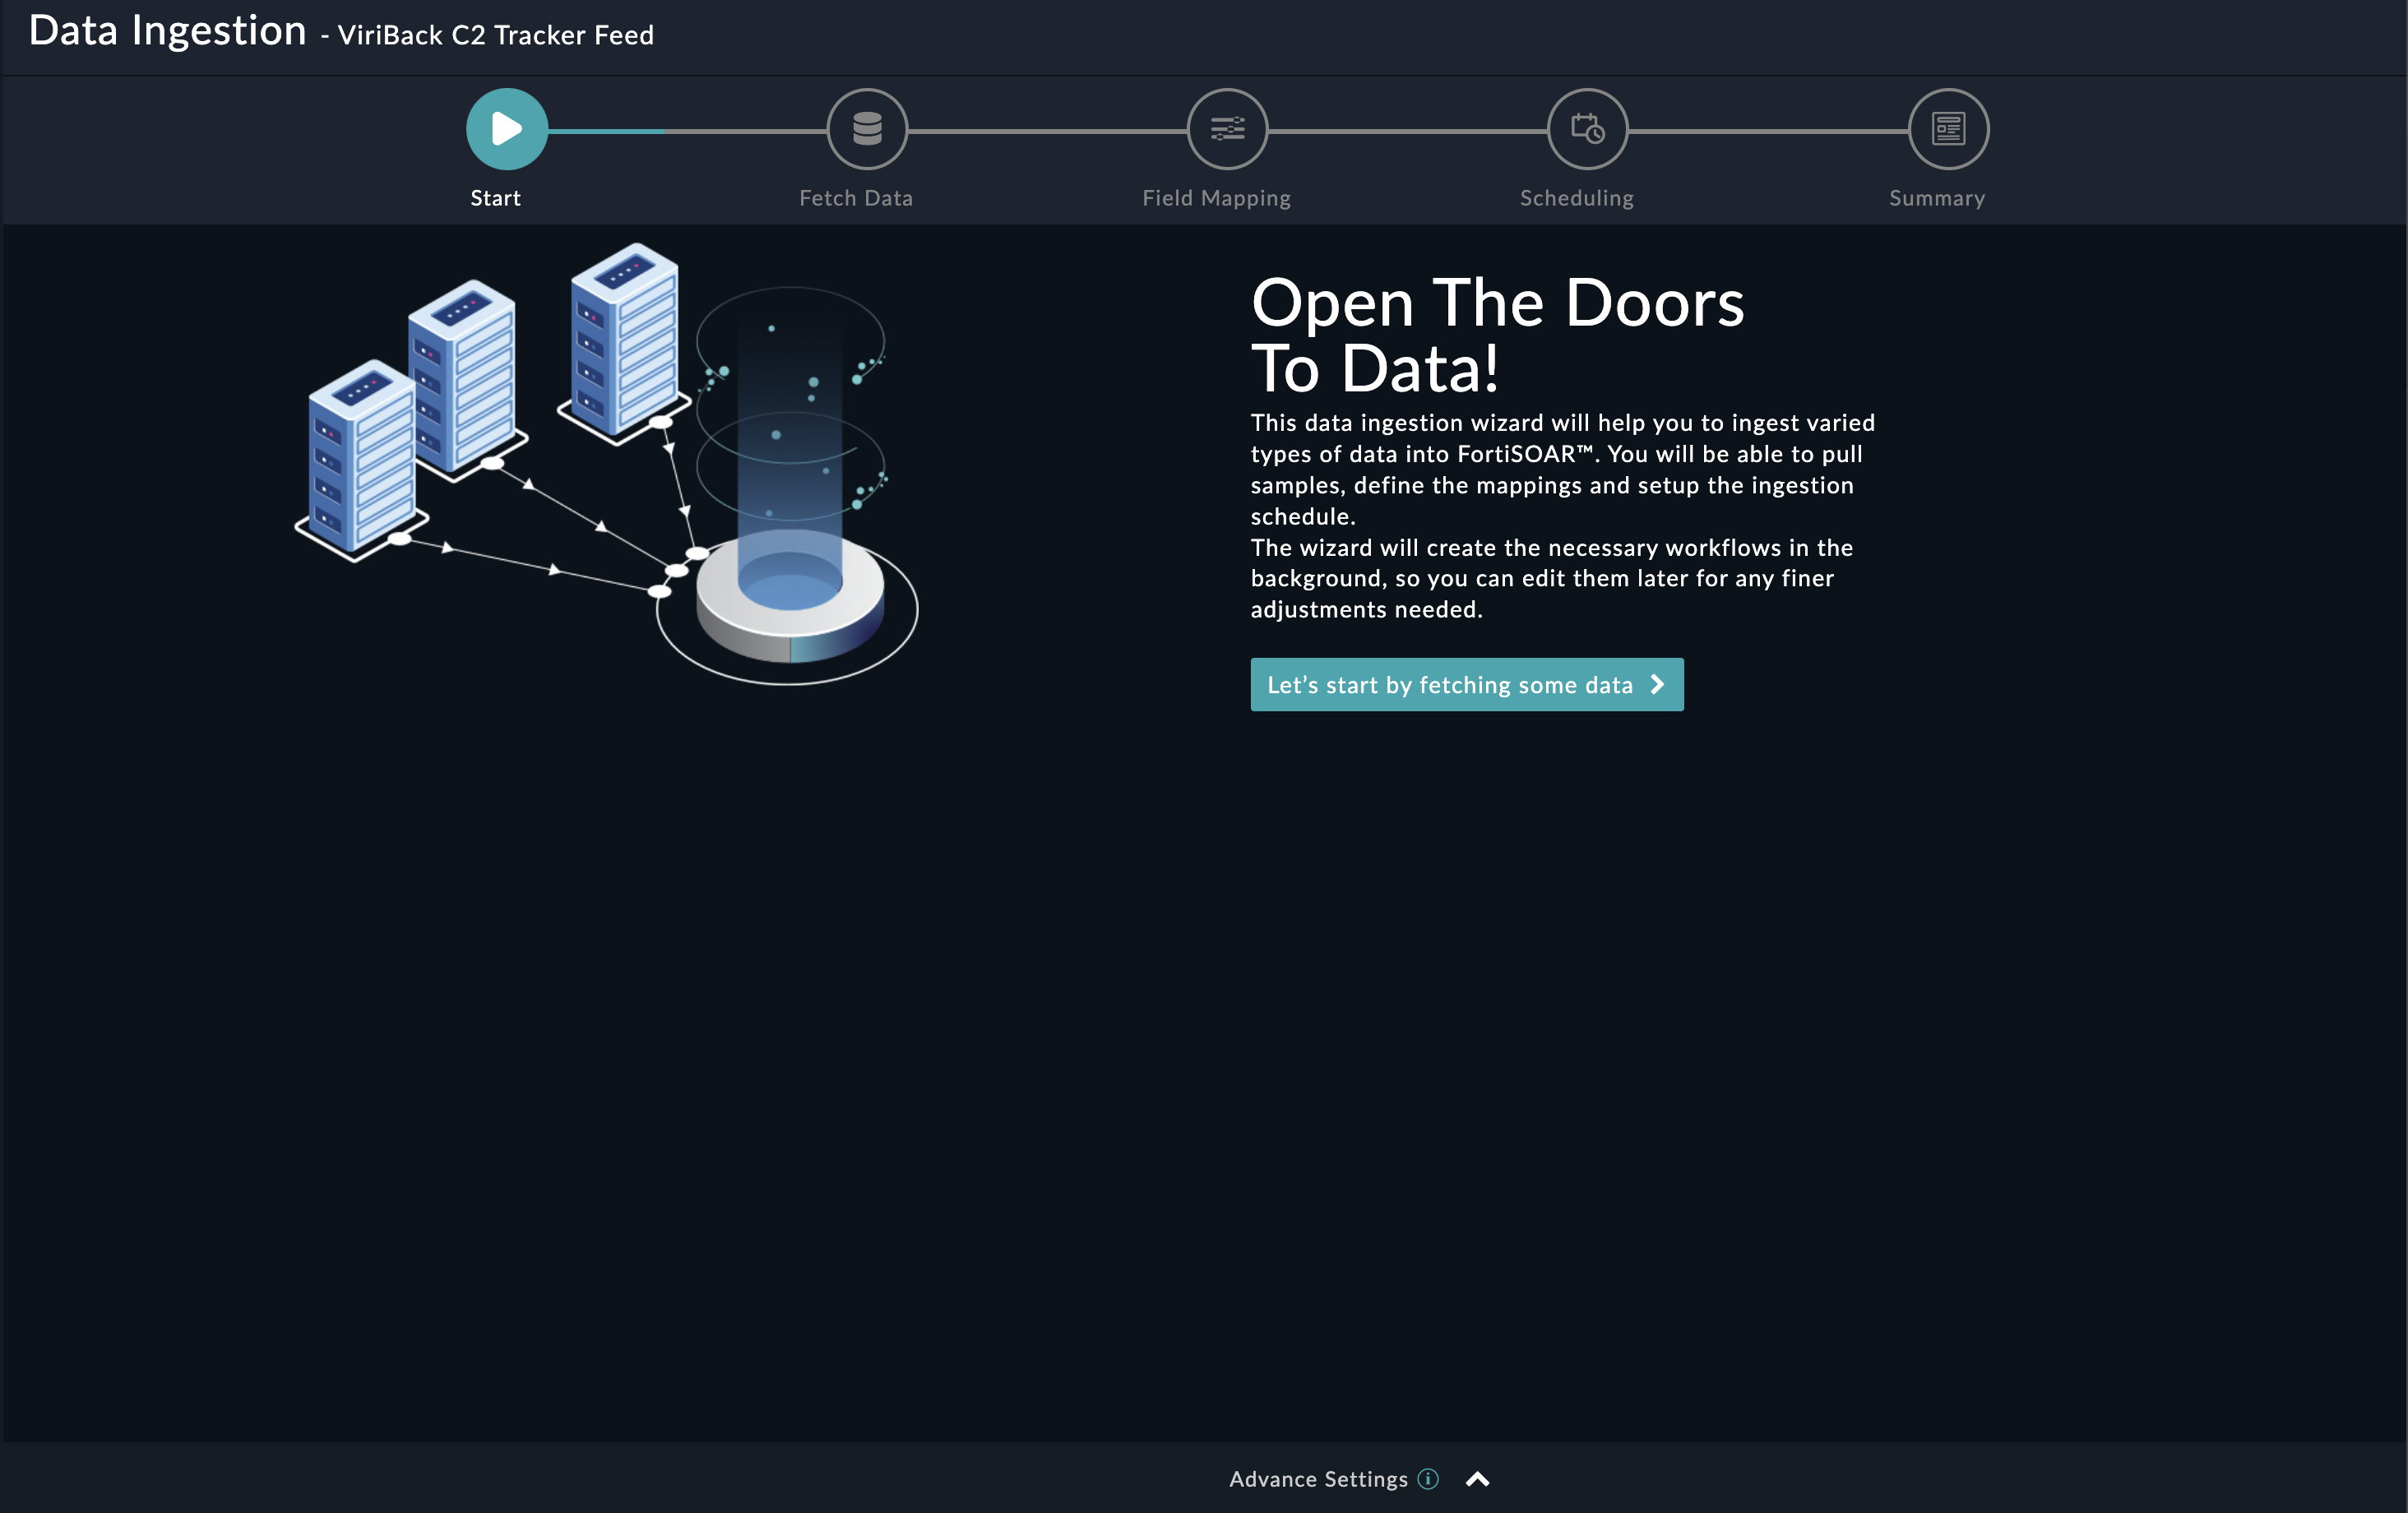 Data Ingestion - ViriBack C2 Tracker Feed
Start
Fetch Data
Field Mapping
Scheduling
Summary
Open The Doors
To Data!
This data ingestion wizard will help you to ingest varied
types of data into FortiSOAR™. You will be able to pull
samples, define the mappings and setup the ingestion
schedule.
The wizard will create the necessary workflows in the
background, so you can edit them later for any finer
adjustments needed.
Let’s start by fetching some data
Advance Settings